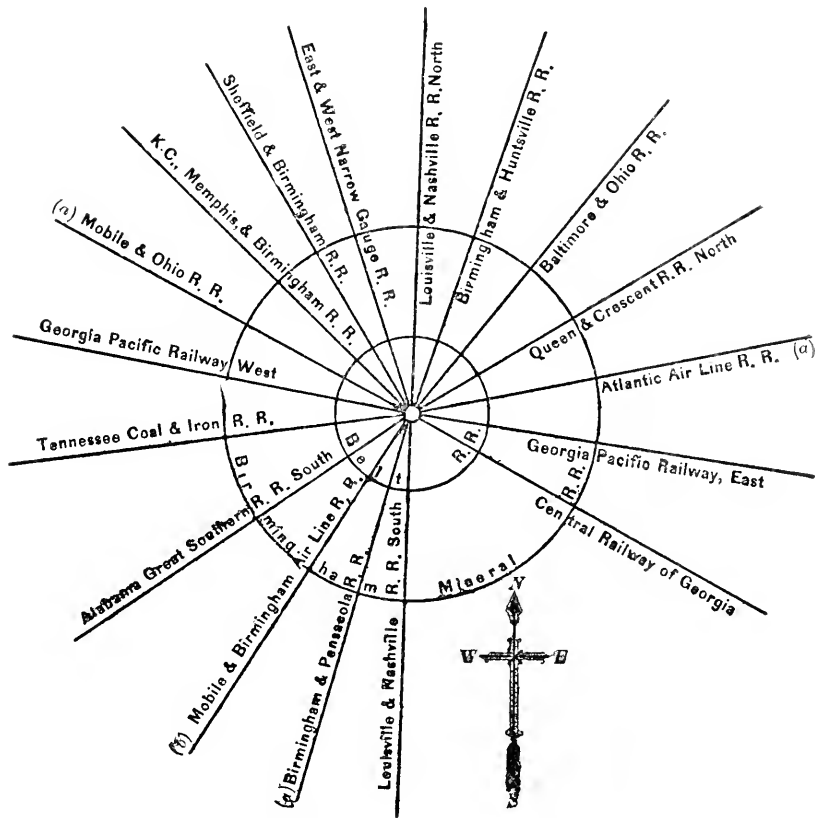 Louisville & Nashville R. R. North
Birmingham & Huntsville R. R.
Baltimore & Ohio R. R.
Queen & Crescent R.R. North
Atlantic Air Line R. R. (a)
Georgia Pacific Railway, East
Central Railway of Georgia
Louisville & Nashville R. R. South
(a) Birmingham & Pensacola R. R.
(b) Mobile & Birmingham Air Line R. R.
Alabama Great Southern R. R. South
Tennessee Coal & Iron R. R.
Georgia Pacific Railway West
(a) Mobile & Ohio R. R.
K.C., Memphis, & Birmingham R. R.
Sheffield & Birmingham R. R.
East & West Narrow Gauge R. R.
Belt R.R.
Birmingham Mineral R. R.
N
W E